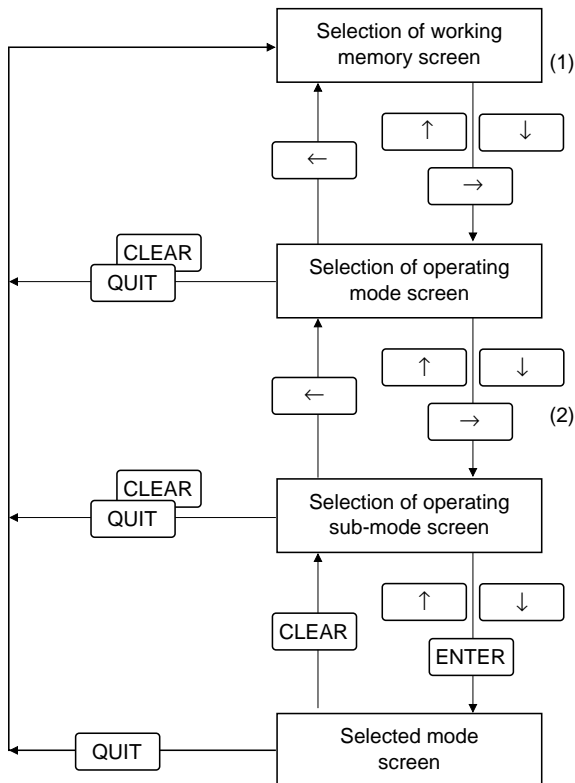 Selection of working
memory screen
(1)
↑ ↓
←
→
CLEAR
QUIT
Selection of operating
mode screen
↑ ↓
←
→
(2)
CLEAR
QUIT
Selection of operating
sub-mode screen
↑ ↓
CLEAR
ENTER
QUIT
Selected mode
screen